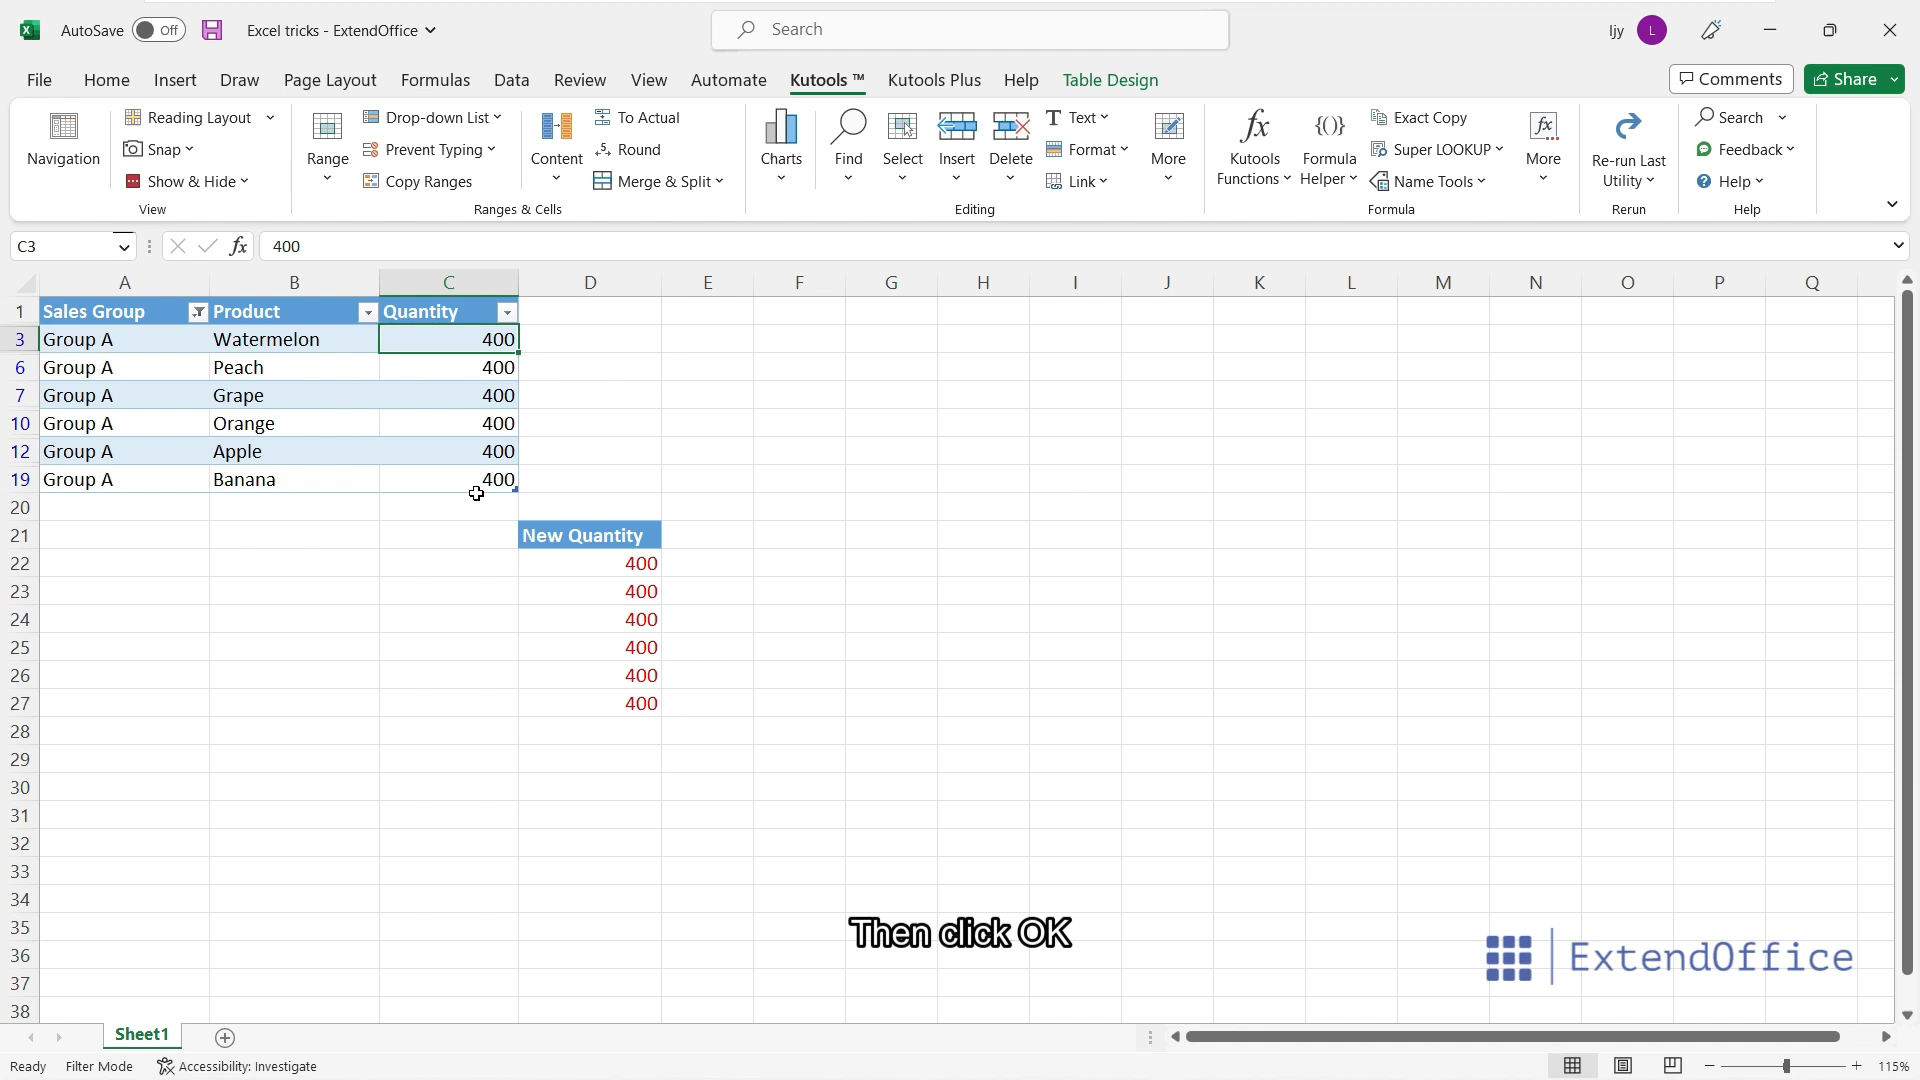 AutoSave Off Excel tricks - ExtendOffice Search ljy L
File Home Insert Draw Page Layout Formulas Data Review View Automate Kutools ™ Kutools Plus Help Table Design Comments Share
Navigation
Reading Layout
Snap
Show & Hide
View
Range
Drop-down List
Prevent Typing
Copy Ranges
Content
To Actual
Round
Merge & Split
Ranges & Cells
Charts
Find
Select
Insert
Delete
Text
Format
Link
More
Editing
Kutools
Functions
Formula
Helper
Exact Copy
Super LOOKUP
Name Tools
More
Formula
Re-run Last
Utility
Rerun
Search
Feedback
Help
Help
C3 fx 400
A B C D E F G H I J K L M N O P Q
1 Sales Group Product Quantity
3 Group A Watermelon 400
6 Group A Peach 400
7 Group A Grape 400
10 Group A Orange 400
12 Group A Apple 400
19 Group A Banana 400
20
21 New Quantity
22 400
23 400
24 400
25 400
26 400
27 400
28
29
30
31
32
33
34
35
36
37
38
Then click OK
ExtendOffice
Sheet1
Ready Filter Mode Accessibility: Investigate 115%